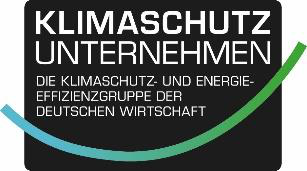 KLIMASCHUTZ
UNTERNEHMEN
DIE KLIMASCHUTZ- UND ENERGIE-
EFFIZIENZGRUPPE DER
DEUTSCHEN WIRTSCHAFT